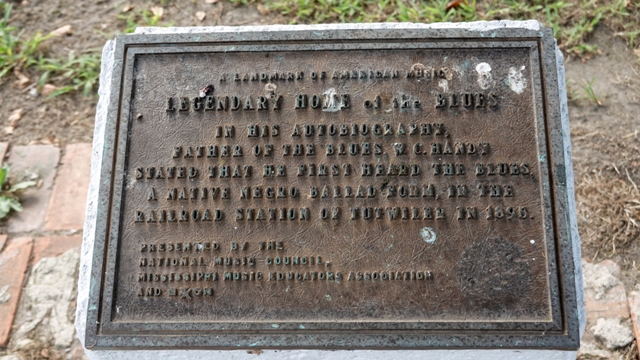 A LANDMARK OF AMERICAN MUSIC
LEGENDARY HOME of the BLUES
IN HIS AUTOBIOGRAPHY,
FATHER OF THE BLUES W. C. HANDY
STATED THAT HE FIRST HEARD THE BLUES,
A NATIVE NEGRO BALLAD FORM, IN THE
RAILROAD STATION OF TUTWILER IN 1895.
PRESENTED BY THE
NATIONAL MUSIC COUNCIL,
MISSISSIPPI MUSIC EDUCATORS ASSOCIATION
AND EXXON